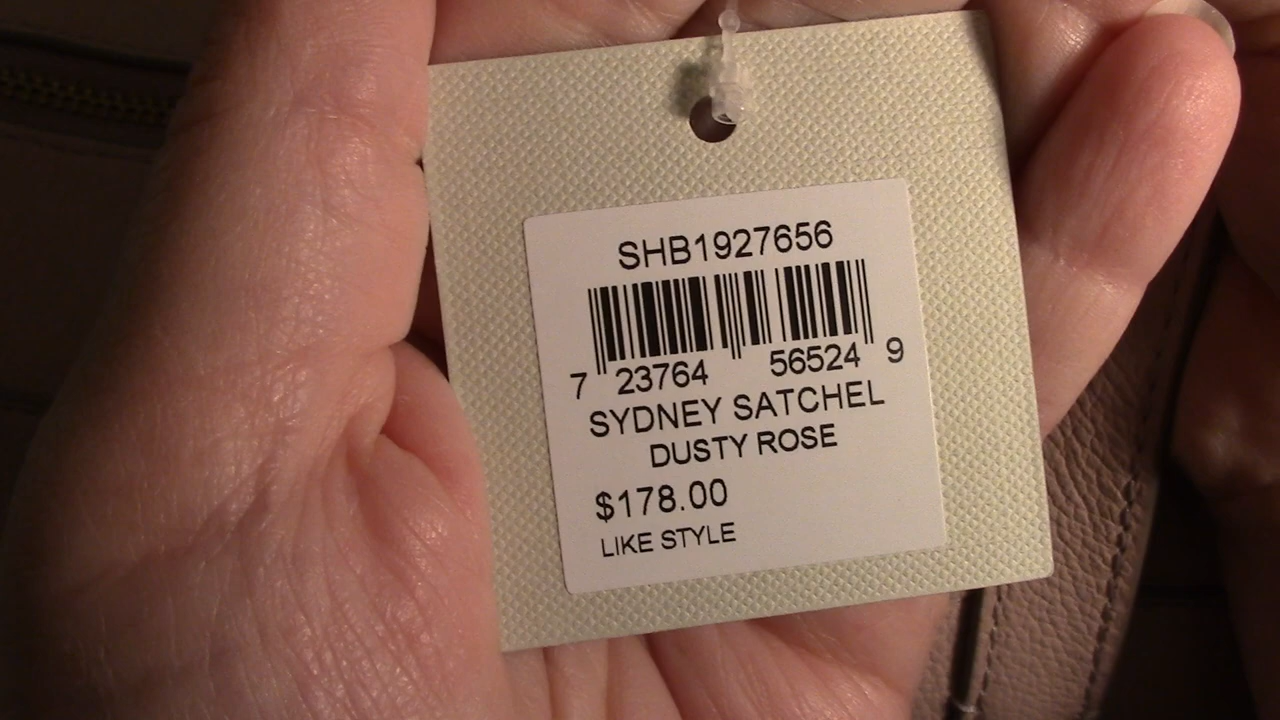 SHB1927656
7 23764 56524 9
SYDNEY SATCHEL
DUSTY ROSE
$178.00
LIKE STYLE